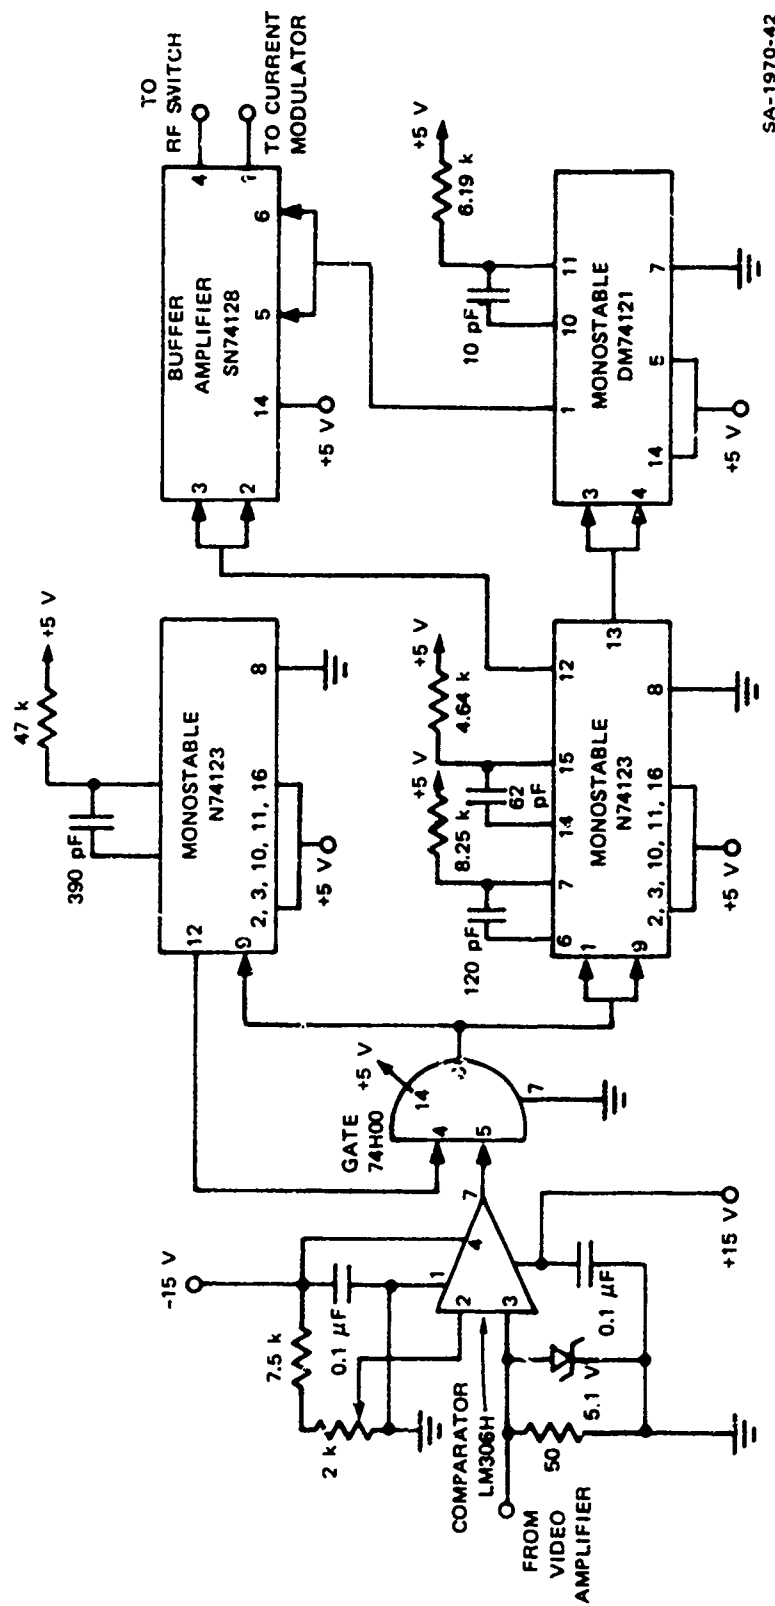 FROM
VIDEO
AMPLIFIER
50
5.1 V
0.1 µF
+15 V
COMPARATOR
LM306H
2
3
1
4
7
2 k
7.5 k
0.1 µF
-15 V
GATE
74H00
4
5
14
+5 V
7
12
9
MONOSTABLE
N74123
2, 3, 10, 11, 16
8
+5 V
390 pF
47 k
+5 V
1
9
MONOSTABLE
N74123
6
7
14
15
12
13
2, 3, 10, 11, 16
8
+5 V
120 pF
8.25 k
+5 V
62
pF
4.64 k
+5 V
3
2
BUFFER
AMPLIFIER
SN74128
14
5
6
4
1
+5 V
TO
RF SWITCH
TO CURRENT
MODULATOR
3
4
MONOSTABLE
DM74121
1
10
11
14
5
7
+5 V
10 pF
6.19 k
+5 V
SA-1970-42